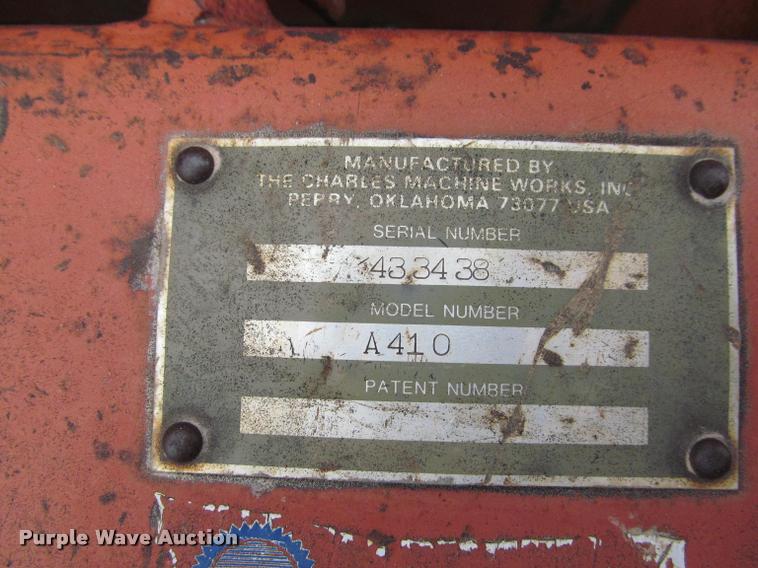 MANUFACTURED BY
THE CHARLES MACHINE WORKS, INC
PERRY, OKLAHOMA 73077 USA
SERIAL NUMBER
433438
MODEL NUMBER
A410
PATENT NUMBER
Purple Wave Auction